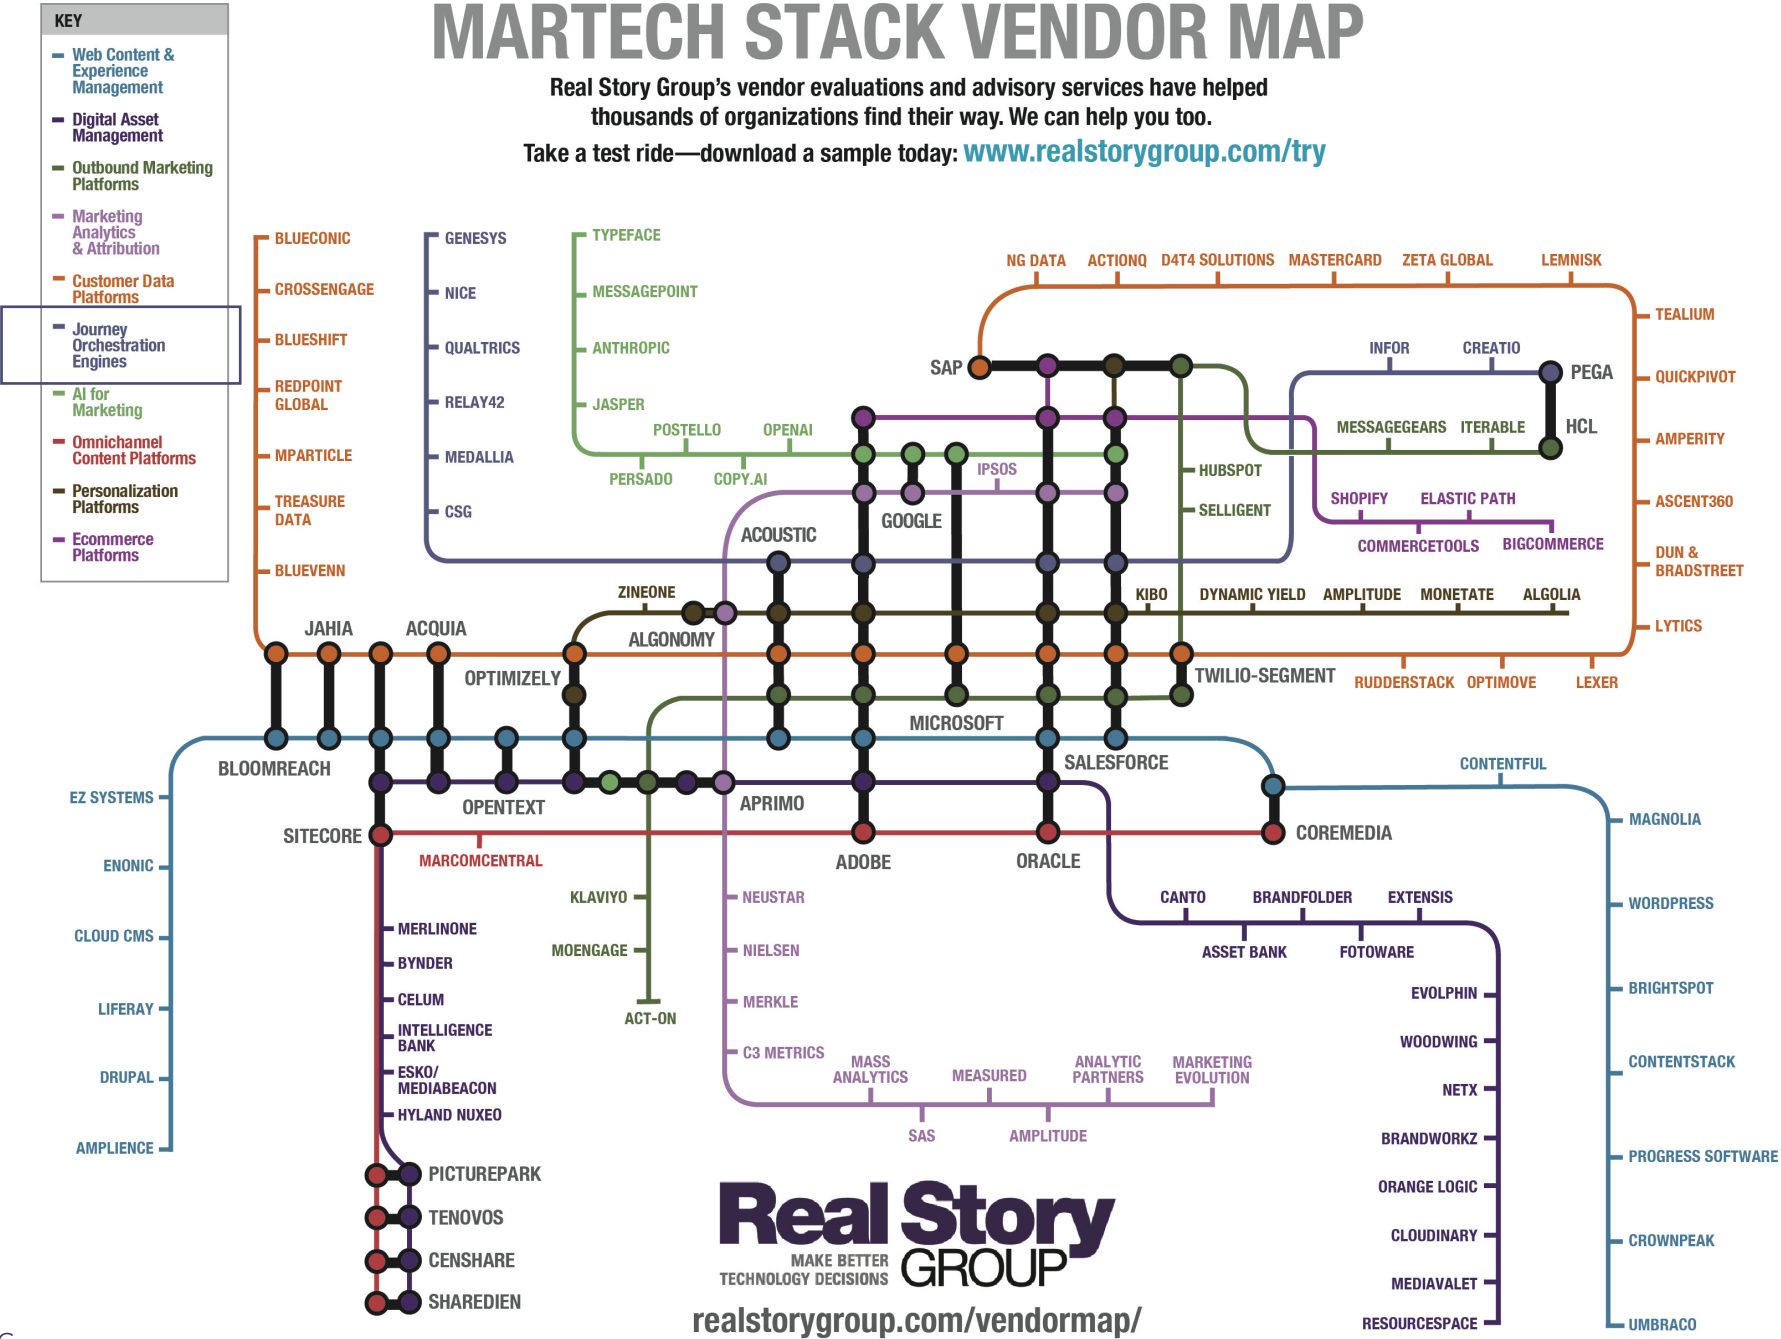 MARTECH STACK VENDOR MAP
Real Story Group's vendor evaluations and advisory services have helped
thousands of organizations find their way. We can help you too.
Take a test ride—download a sample today: www.realstorygroup.com/try
KEY
Web Content &
Experience
Management
Digital Asset
Management
Outbound Marketing
Platforms
Marketing
Analytics
& Attribution
Customer Data
Platforms
Journey
Orchestration
Engines
AI for
Marketing
Omnichannel
Content Platforms
Personalization
Platforms
Ecommerce
Platforms
BLUECONIC
CROSSENGAGE
BLUESHIFT
REDPOINT
GLOBAL
MPARTICLE
TREASURE
DATA
BLUEVENN
GENESYS
NICE
QUALTRICS
RELAY42
MEDALLIA
CSG
TYPEFACE
MESSAGEPOINT
ANTHROPIC
JASPER
POSTELLO
OPENAI
PERSADO
COPY.AI
NG DATA
ACTIONQ
D4T4 SOLUTIONS
MASTERCARD
ZETA GLOBAL
LEMNISK
TEALIUM
QUICKPIVOT
AMPERITY
ASCENT360
DUN &
BRADSTREET
LYTICS
SAP
INFOR
CREATIO
PEGA
HCL
MESSAGEGEARS
ITERABLE
HUBSPOT
SELLIGENT
SHOPIFY
ELASTIC PATH
COMMERCETOOLS
BIGCOMMERCE
IPSOS
GOOGLE
ACOUSTIC
ZINEONE
ALGONOMY
KIBO
DYNAMIC YIELD
AMPLITUDE
MONETATE
ALGOLIA
JAHIA
ACQUIA
OPTIMIZELY
TWILIO-SEGMENT
RUDDERSTACK
OPTIMOVE
LEXER
MICROSOFT
SALESFORCE
BLOOMREACH
OPENTEXT
APRIMO
SITECORE
MARCOMCENTRAL
ADOBE
ORACLE
COREMEDIA
CONTENTFUL
EZ SYSTEMS
ENONIC
CLOUD CMS
LIFERAY
DRUPAL
AMPLIENCE
MERLINONE
BYNDER
CELUM
INTELLIGENCE
BANK
ESKO/
MEDIABEACON
HYLAND NUXEO
PICTUREPARK
TENOVOS
CENSHARE
SHAREDIEN
KLAVIYO
MOENGAGE
ACT-ON
NEUSTAR
NIELSEN
MERKLE
C3 METRICS
MASS
ANALYTICS
SAS
MEASURED
AMPLITUDE
ANALYTIC
PARTNERS
MARKETING
EVOLUTION
CANTO
BRANDFOLDER
EXTENSIS
ASSET BANK
FOTOWARE
EVOLPHIN
WOODWING
NETX
BRANDWORKZ
ORANGE LOGIC
CLOUDINARY
MEDIAVALET
RESOURCESPACE
MAGNOLIA
WORDPRESS
BRIGHTSPOT
CONTENTSTACK
PROGRESS SOFTWARE
CROWNPEAK
UMBRACO
Real Story
GROUP
MAKE BETTER
TECHNOLOGY DECISIONS
realstorygroup.com/vendormap/